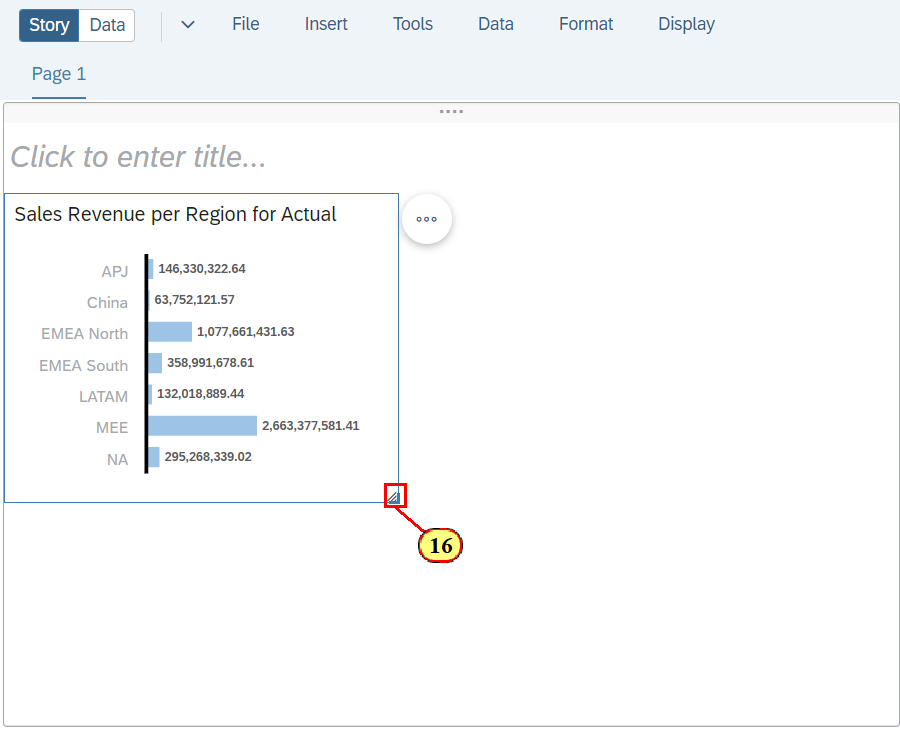 Story Data File Insert Tools Data Format Display
Page 1
Click to enter title...
Sales Revenue per Region for Actual
APJ 146,330,322.64
China 63,752,121.57
EMEA North 1,077,661,431.63
EMEA South 358,991,678.61
LATAM 132,018,889.44
MEE 2,663,377,581.41
NA 295,268,339.02
16